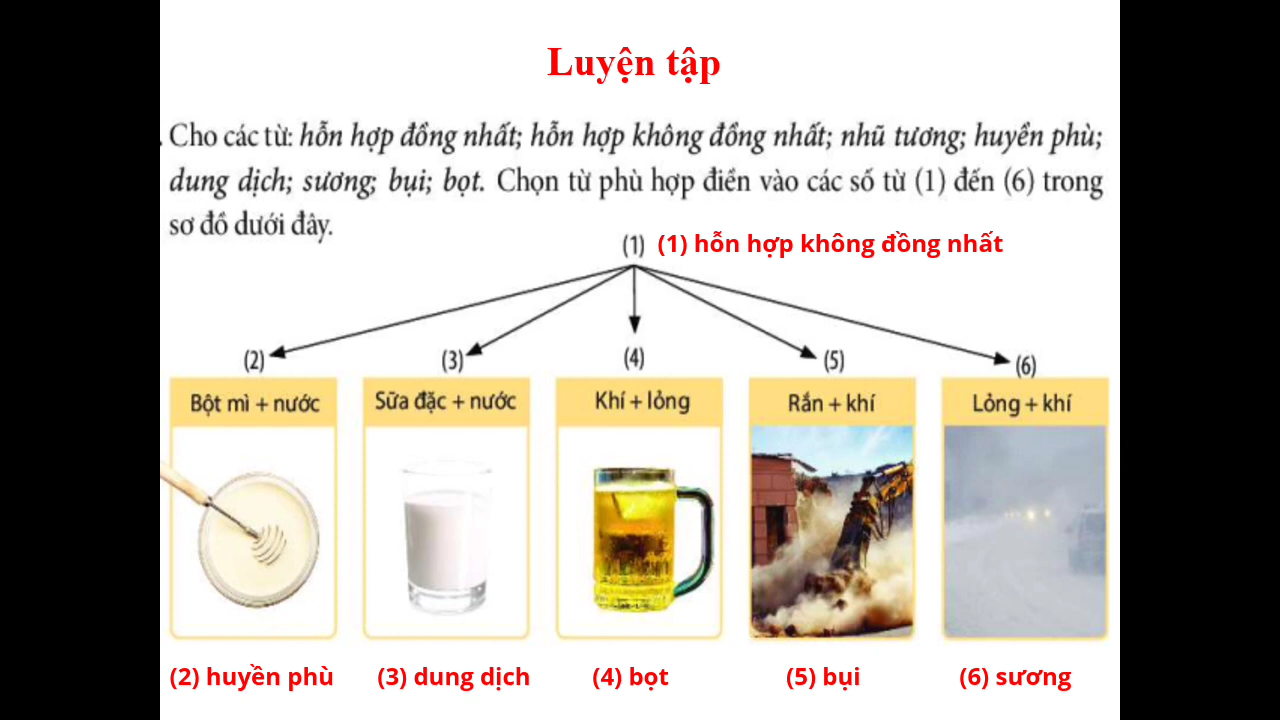 Luyện tập
. Cho các từ: hỗn hợp đồng nhất; hỗn hợp không đồng nhất; nhũ tương; huyền phù;
dung dịch; sương; bụi; bọt. Chọn từ phù hợp điền vào các số từ (1) đến (6) trong
sơ đồ dưới đây.
(1) (1) hỗn hợp không đồng nhất
(2) (3) (4) (5) (6)
Bột mì + nước Sữa đặc + nước Khí + lỏng Rắn + khí Lỏng + khí
(2) huyền phù (3) dung dịch (4) bọt (5) bụi (6) sương